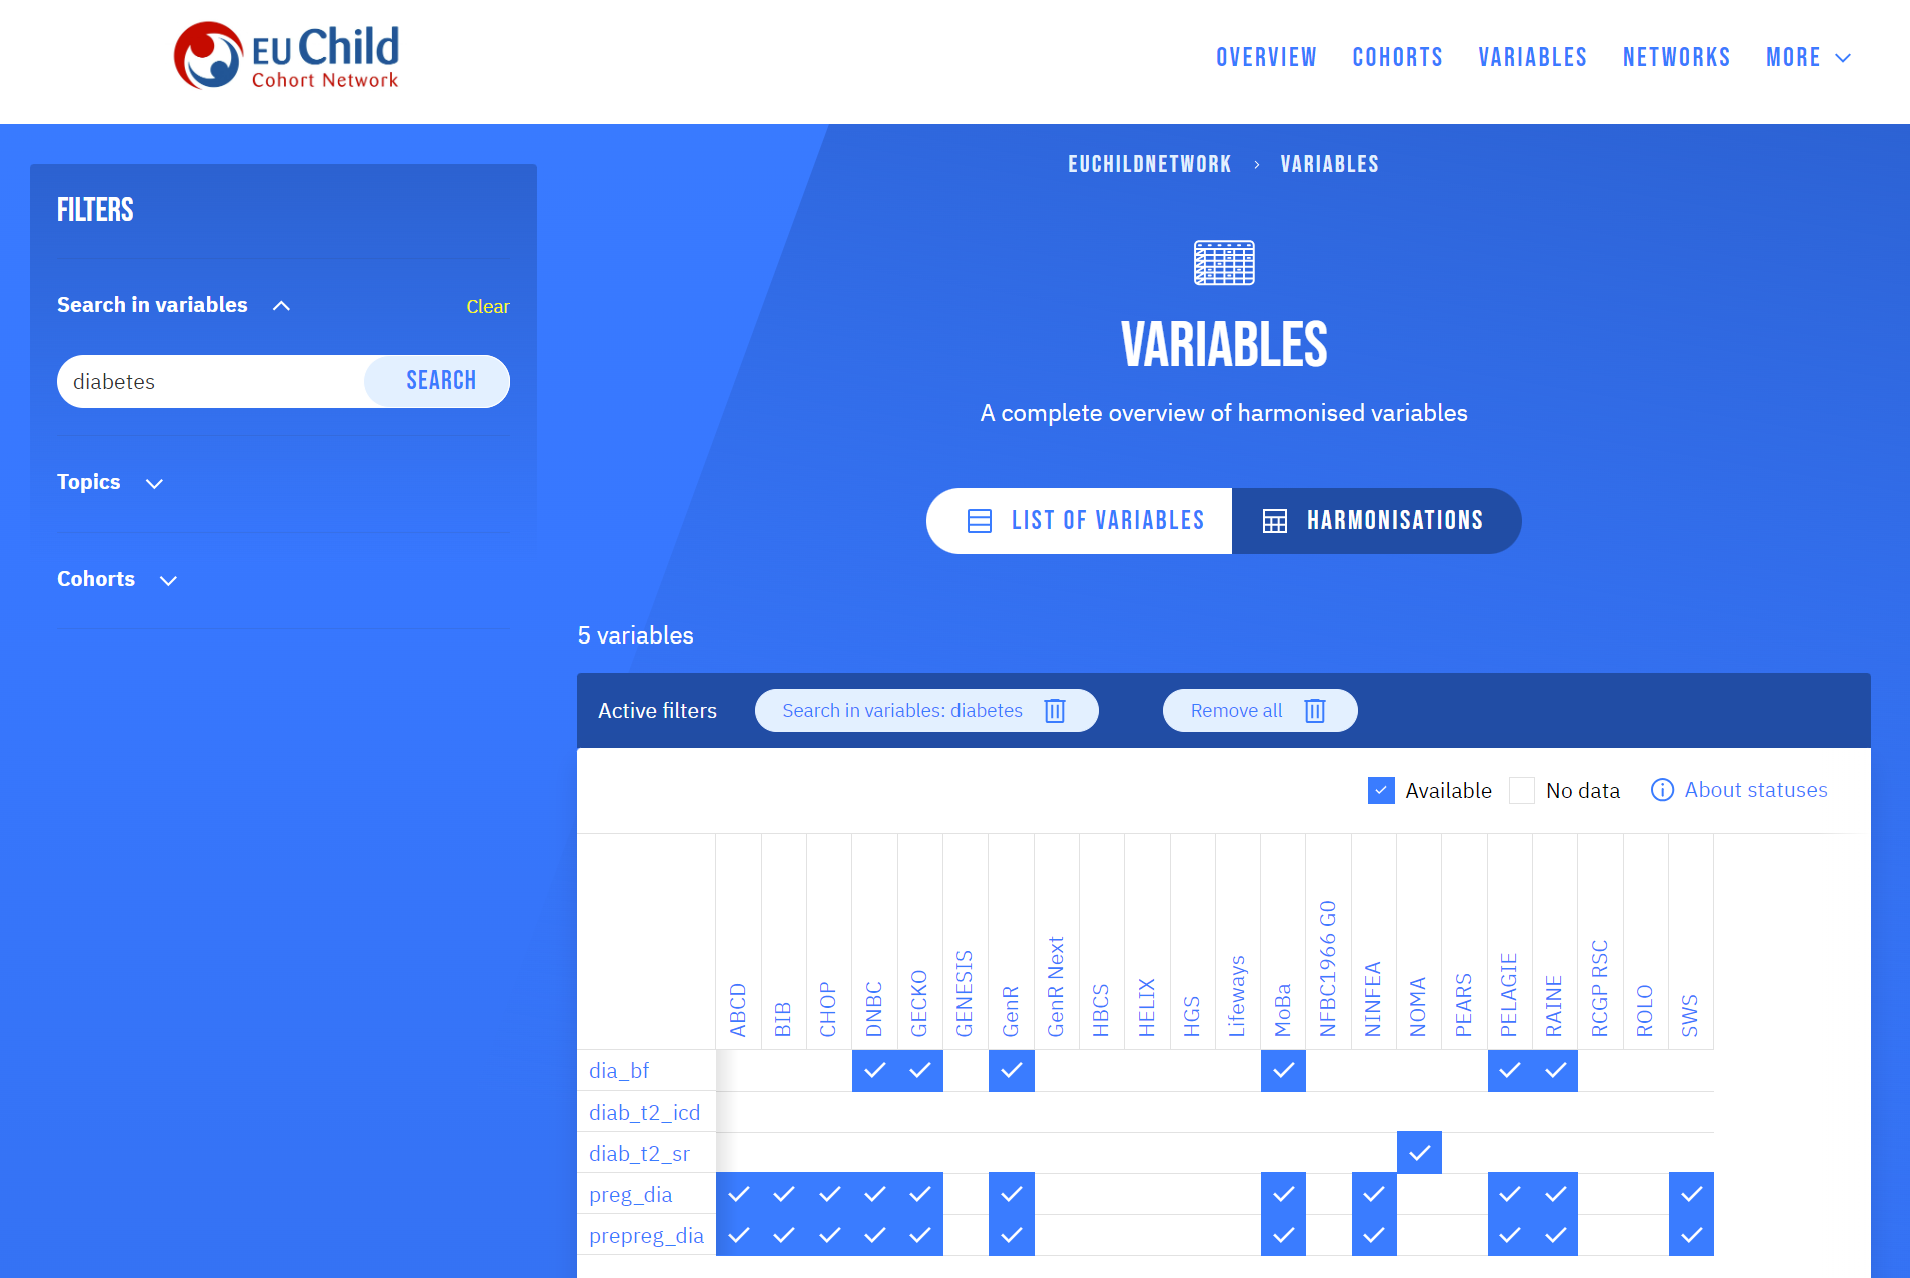 EU Child
Cohort Network
OVERVIEW COHORTS VARIABLES NETWORKS MORE
EUCHILDNETWORK › VARIABLES
FILTERS
Search in variables Clear
diabetes SEARCH
Topics
Cohorts
VARIABLES
A complete overview of harmonised variables
LIST OF VARIABLES HARMONISATIONS
5 variables
Active filters Search in variables: diabetes Remove all
Available No data About statuses
ABCD BIB CHOP DNBC GECKO GENESIS GenR GenR Next HBCS HELIX HGS Lifeways MoBa NFBC1966 G0 NINFEA NOMA PEARS PELAGIE RAINE RCGP RSC ROLO SWS
dia_bf
diab_t2_icd
diab_t2_sr
preg_dia
prepreg_dia